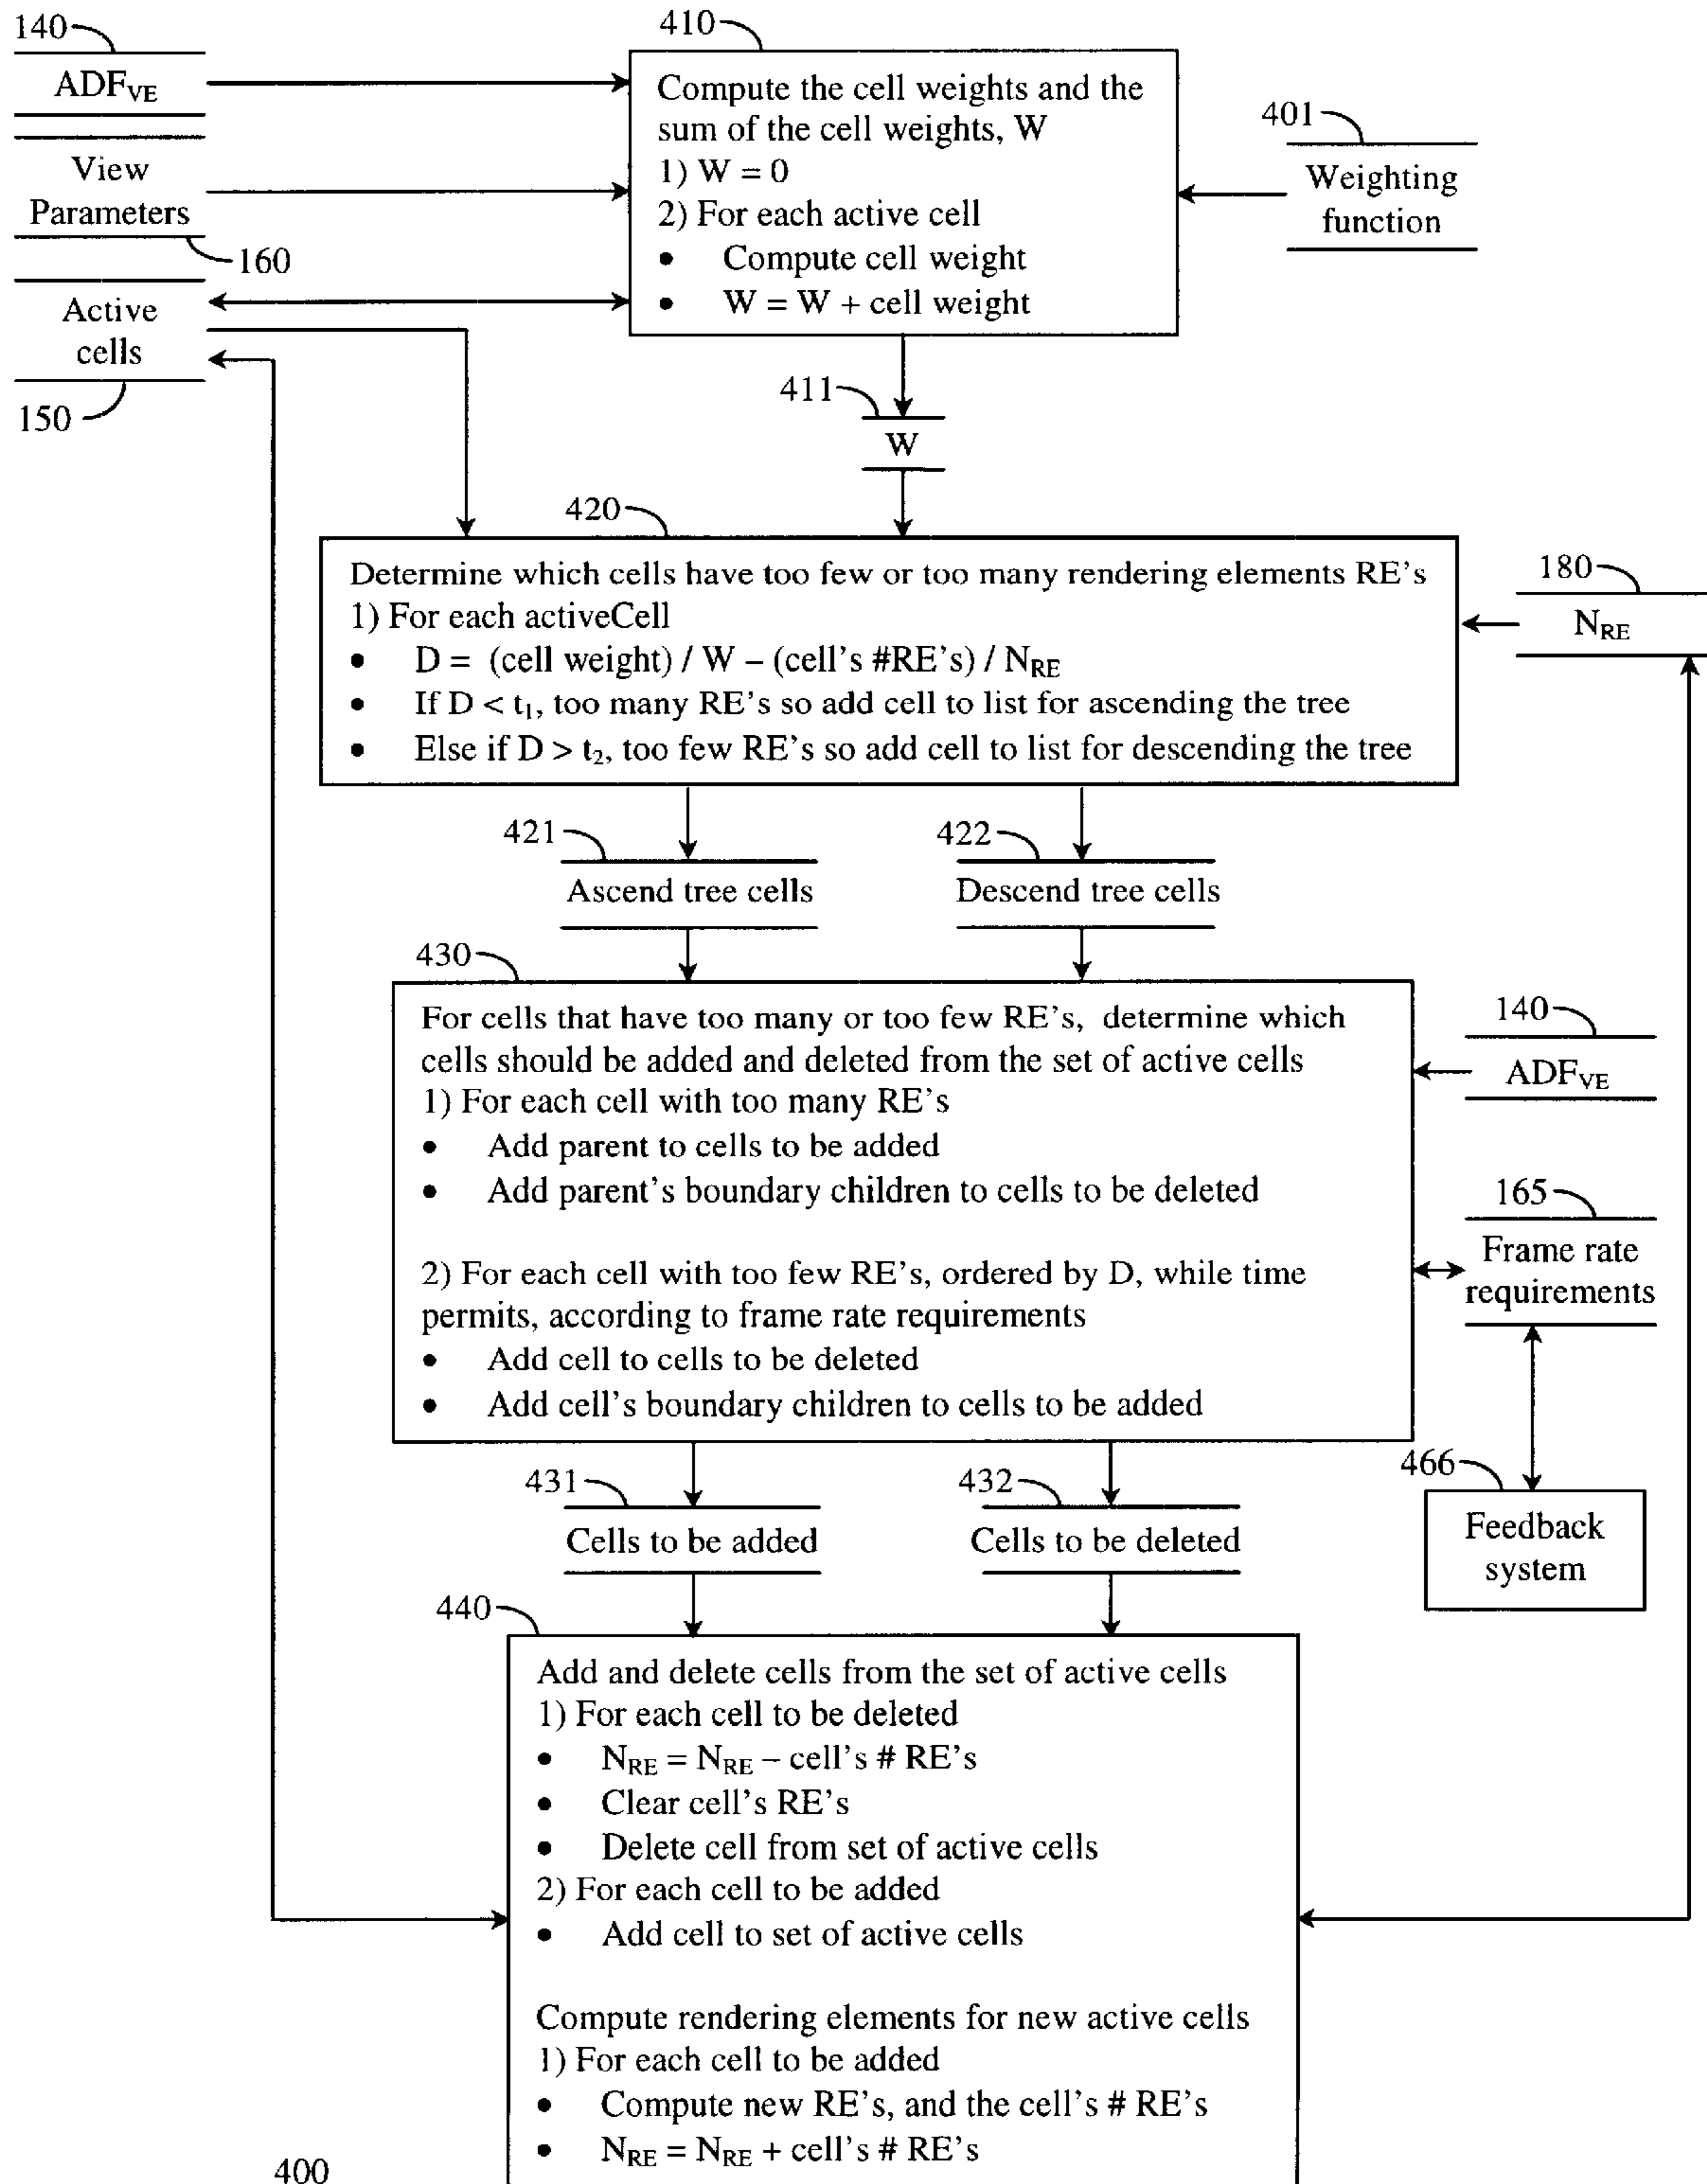 140
ADFVE
View
Parameters
160
Active
cells
150
410
Compute the cell weights and the
sum of the cell weights, W
1) W = 0
2) For each active cell
• Compute cell weight
• W = W + cell weight
401
Weighting
function
411
W
420
Determine which cells have too few or too many rendering elements RE's
1) For each activeCell
• D = (cell weight) / W – (cell's #RE's) / NRE
• If D < t1, too many RE's so add cell to list for ascending the tree
• Else if D > t2, too few RE's so add cell to list for descending the tree
180
NRE
421
Ascend tree cells
422
Descend tree cells
430
For cells that have too many or too few RE's, determine which
cells should be added and deleted from the set of active cells
1) For each cell with too many RE's
• Add parent to cells to be added
• Add parent's boundary children to cells to be deleted
2) For each cell with too few RE's, ordered by D, while time
permits, according to frame rate requirements
• Add cell to cells to be deleted
• Add cell's boundary children to cells to be added
140
ADFVE
165
Frame rate
requirements
466
Feedback
system
431
Cells to be added
432
Cells to be deleted
440
Add and delete cells from the set of active cells
1) For each cell to be deleted
• NRE = NRE – cell's # RE's
• Clear cell's RE's
• Delete cell from set of active cells
2) For each cell to be added
• Add cell to set of active cells
Compute rendering elements for new active cells
1) For each cell to be added
• Compute new RE's, and the cell's # RE's
• NRE = NRE + cell's # RE's
400